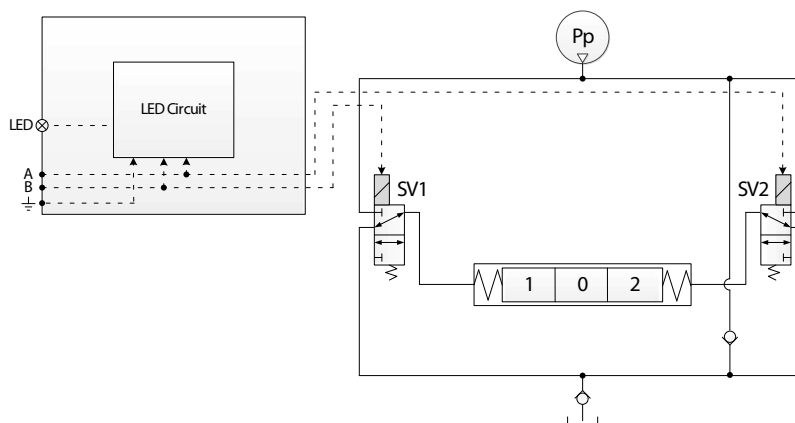 Pp
LED Circuit
LED
A
B
SV1
SV2
1 0 2